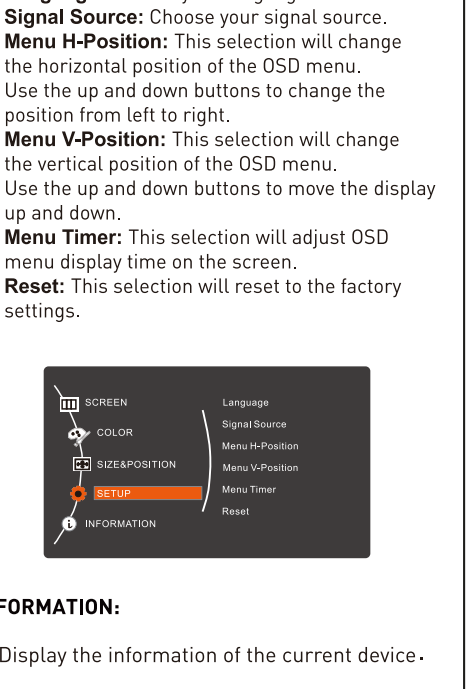 Signal Source: Choose your signal source.
Menu H-Position: This selection will change
the horizontal position of the OSD menu.
Use the up and down buttons to change the
position from left to right.
Menu V-Position: This selection will change
the vertical position of the OSD menu.
Use the up and down buttons to move the display
up and down.
Menu Timer: This selection will adjust OSD
menu display time on the screen.
Reset: This selection will reset to the factory
settings.
SCREEN
COLOR
SIZE&POSITION
SETUP
INFORMATION
Language
Signal Source
Menu H-Position
Menu V-Position
Menu Timer
Reset
FORMATION:
Display the information of the current device.